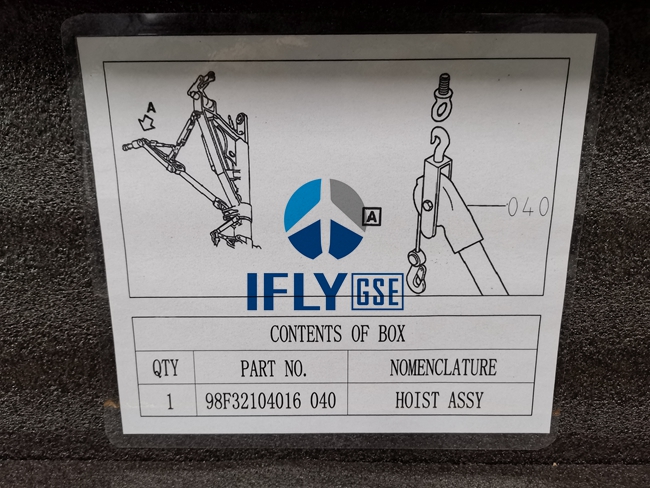 A
A
040
IFLY GSE
CONTENTS OF BOX
QTY PART NO. NOMENCLATURE
1 98F32104016 040 HOIST ASSY